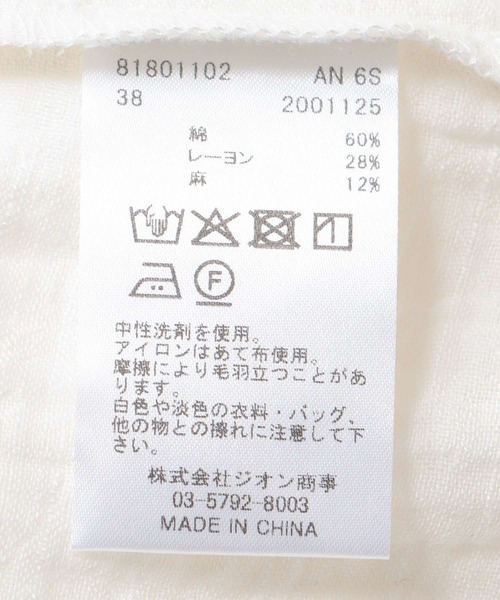 81801102 AN 6S
38 2001125
綿 60%
レーヨン 28%
麻 12%
F
中性洗剤を使用。
アイロンはあて布使用。
摩擦により毛羽立つことがあ
ります。
白色や淡色の衣料・バッグ、
他の物との擦れに注意して下
さい。
株式会社ジオン商事
03-5792-8003
MADE IN CHINA